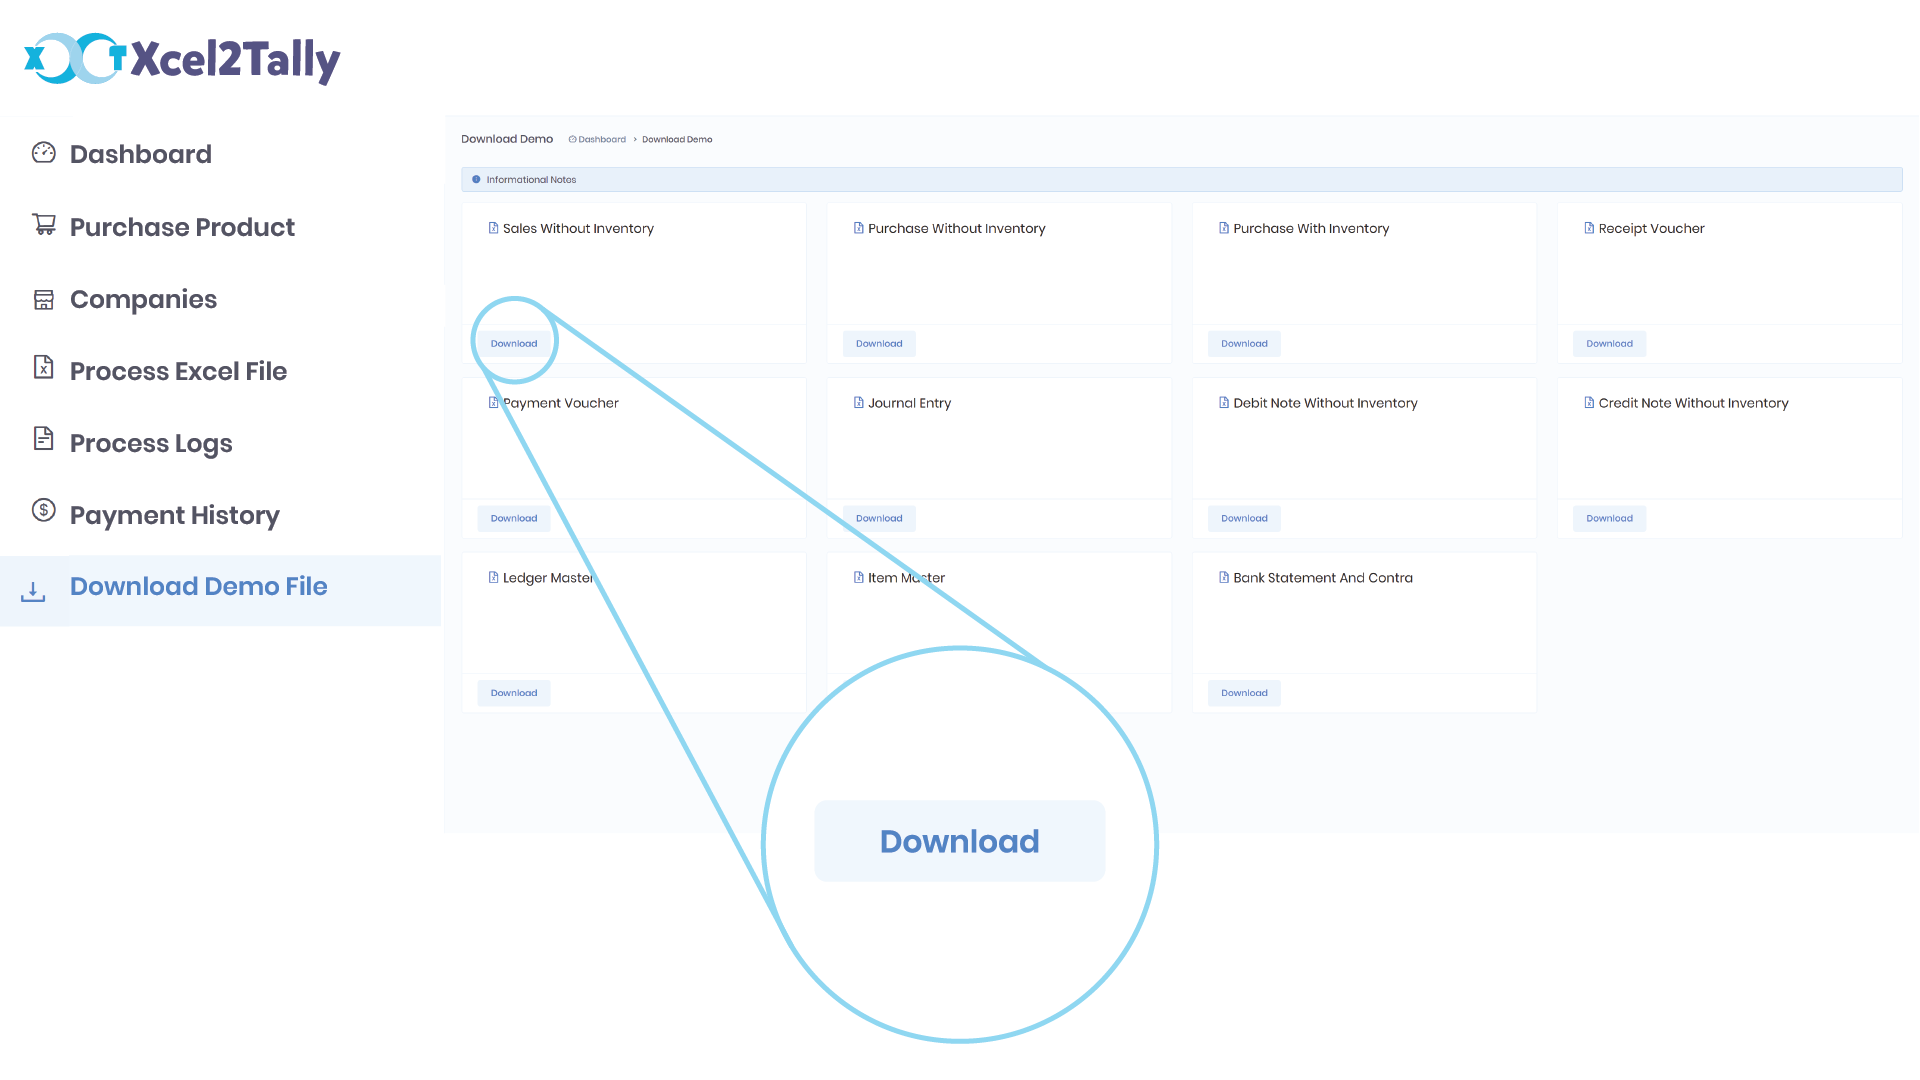 Xcel2Tally
Dashboard
Purchase Product
Companies
Process Excel File
Process Logs
Payment History
Download Demo File
Download Demo Dashboard > Download Demo
Informational Notes
Sales Without Inventory
Download
Purchase Without Inventory
Download
Purchase With Inventory
Download
Receipt Voucher
Download
Payment Voucher
Download
Journal Entry
Download
Debit Note Without Inventory
Download
Credit Note Without Inventory
Download
Ledger Master
Download
Item Master
Bank Statement And Contra
Download
Download